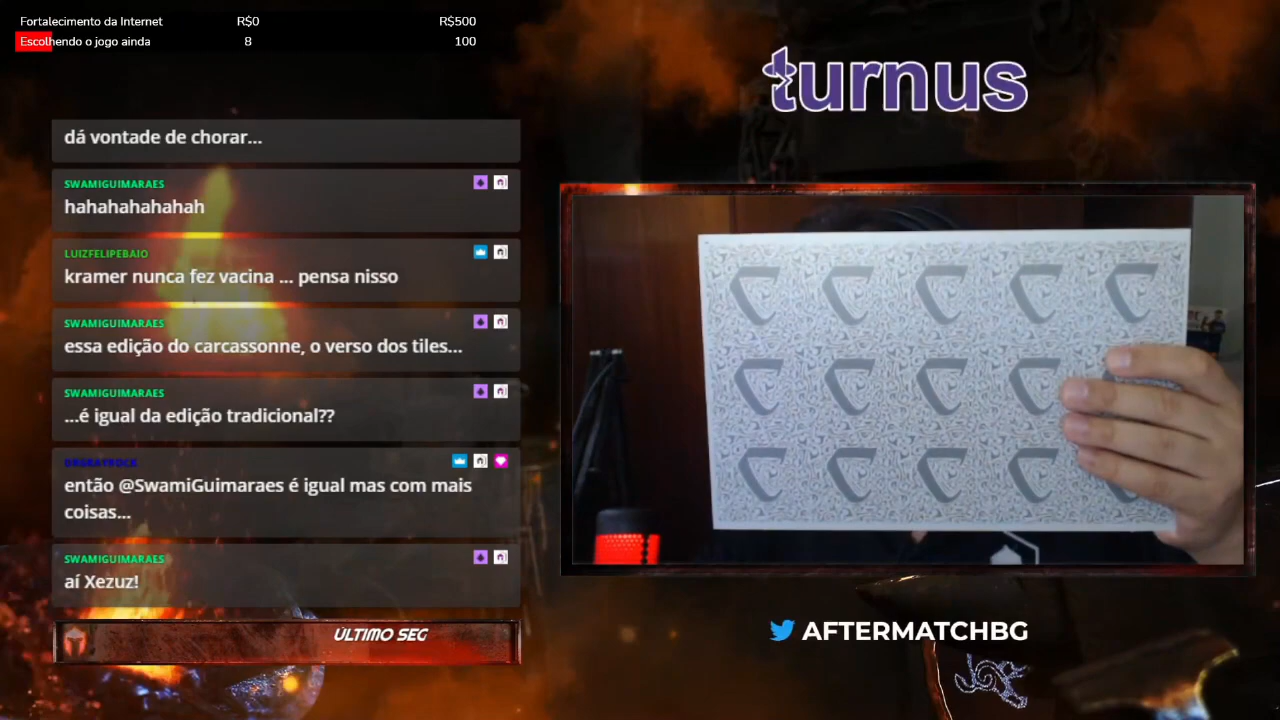 Fortalecimento da Internet R$0 R$500
Escolhendo o jogo ainda 8 100
turnus
dá vontade de chorar...
SWAMIGUIMARAES
hahahahahahah
LUIZFELIPEBAIO
kramer nunca fez vacina ... pensa nisso
SWAMIGUIMARAES
essa edição do carcassonne, o verso dos tiles...
SWAMIGUIMARAES
...é igual da edição tradicional??
então @SwamiGuimaraes é igual mas com mais
coisas...
SWAMIGUIMARAES
aí Xezuz!
ÚLTIMO SEG
AFTERMATCHBG